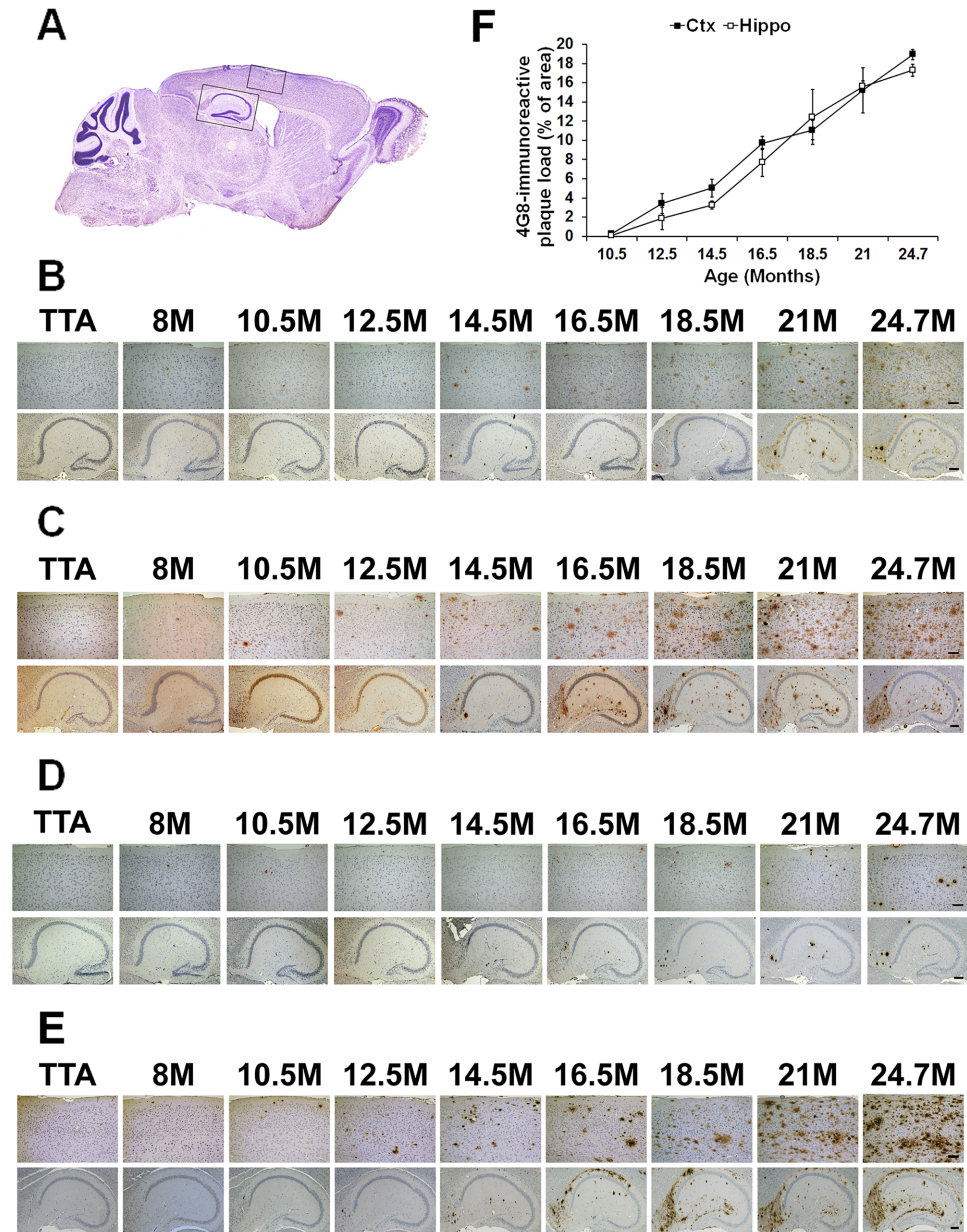 A
F
Ctx Hippo
4G8-immunoreactive
plaque load (% of area)
20
18
16
14
12
10
8
6
4
2
0
10.5 12.5 14.5 16.5 18.5 21 24.7
Age (Months)
B
TTA 8M 10.5M 12.5M 14.5M 16.5M 18.5M 21M 24.7M
C
TTA 8M 10.5M 12.5M 14.5M 16.5M 18.5M 21M 24.7M
D
TTA 8M 10.5M 12.5M 14.5M 16.5M 18.5M 21M 24.7M
E
TTA 8M 10.5M 12.5M 14.5M 16.5M 18.5M 21M 24.7M